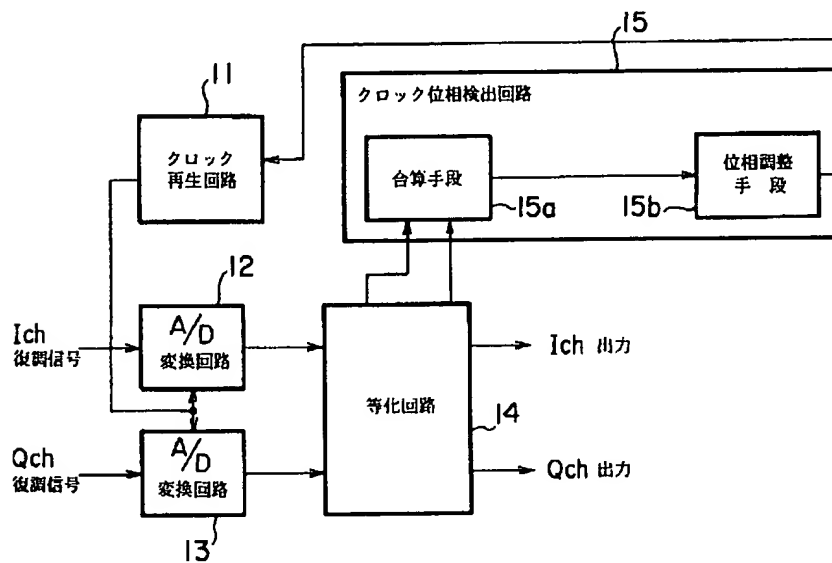 15
11
クロック位相検出回路
クロック
再生回路
合算手段
位相調整
手 段
15a
15b
12
A/D
変換回路
Ich
復調信号
Ich 出力
等化回路
14
A/D
変換回路
Qch
復調信号
Qch 出力
13